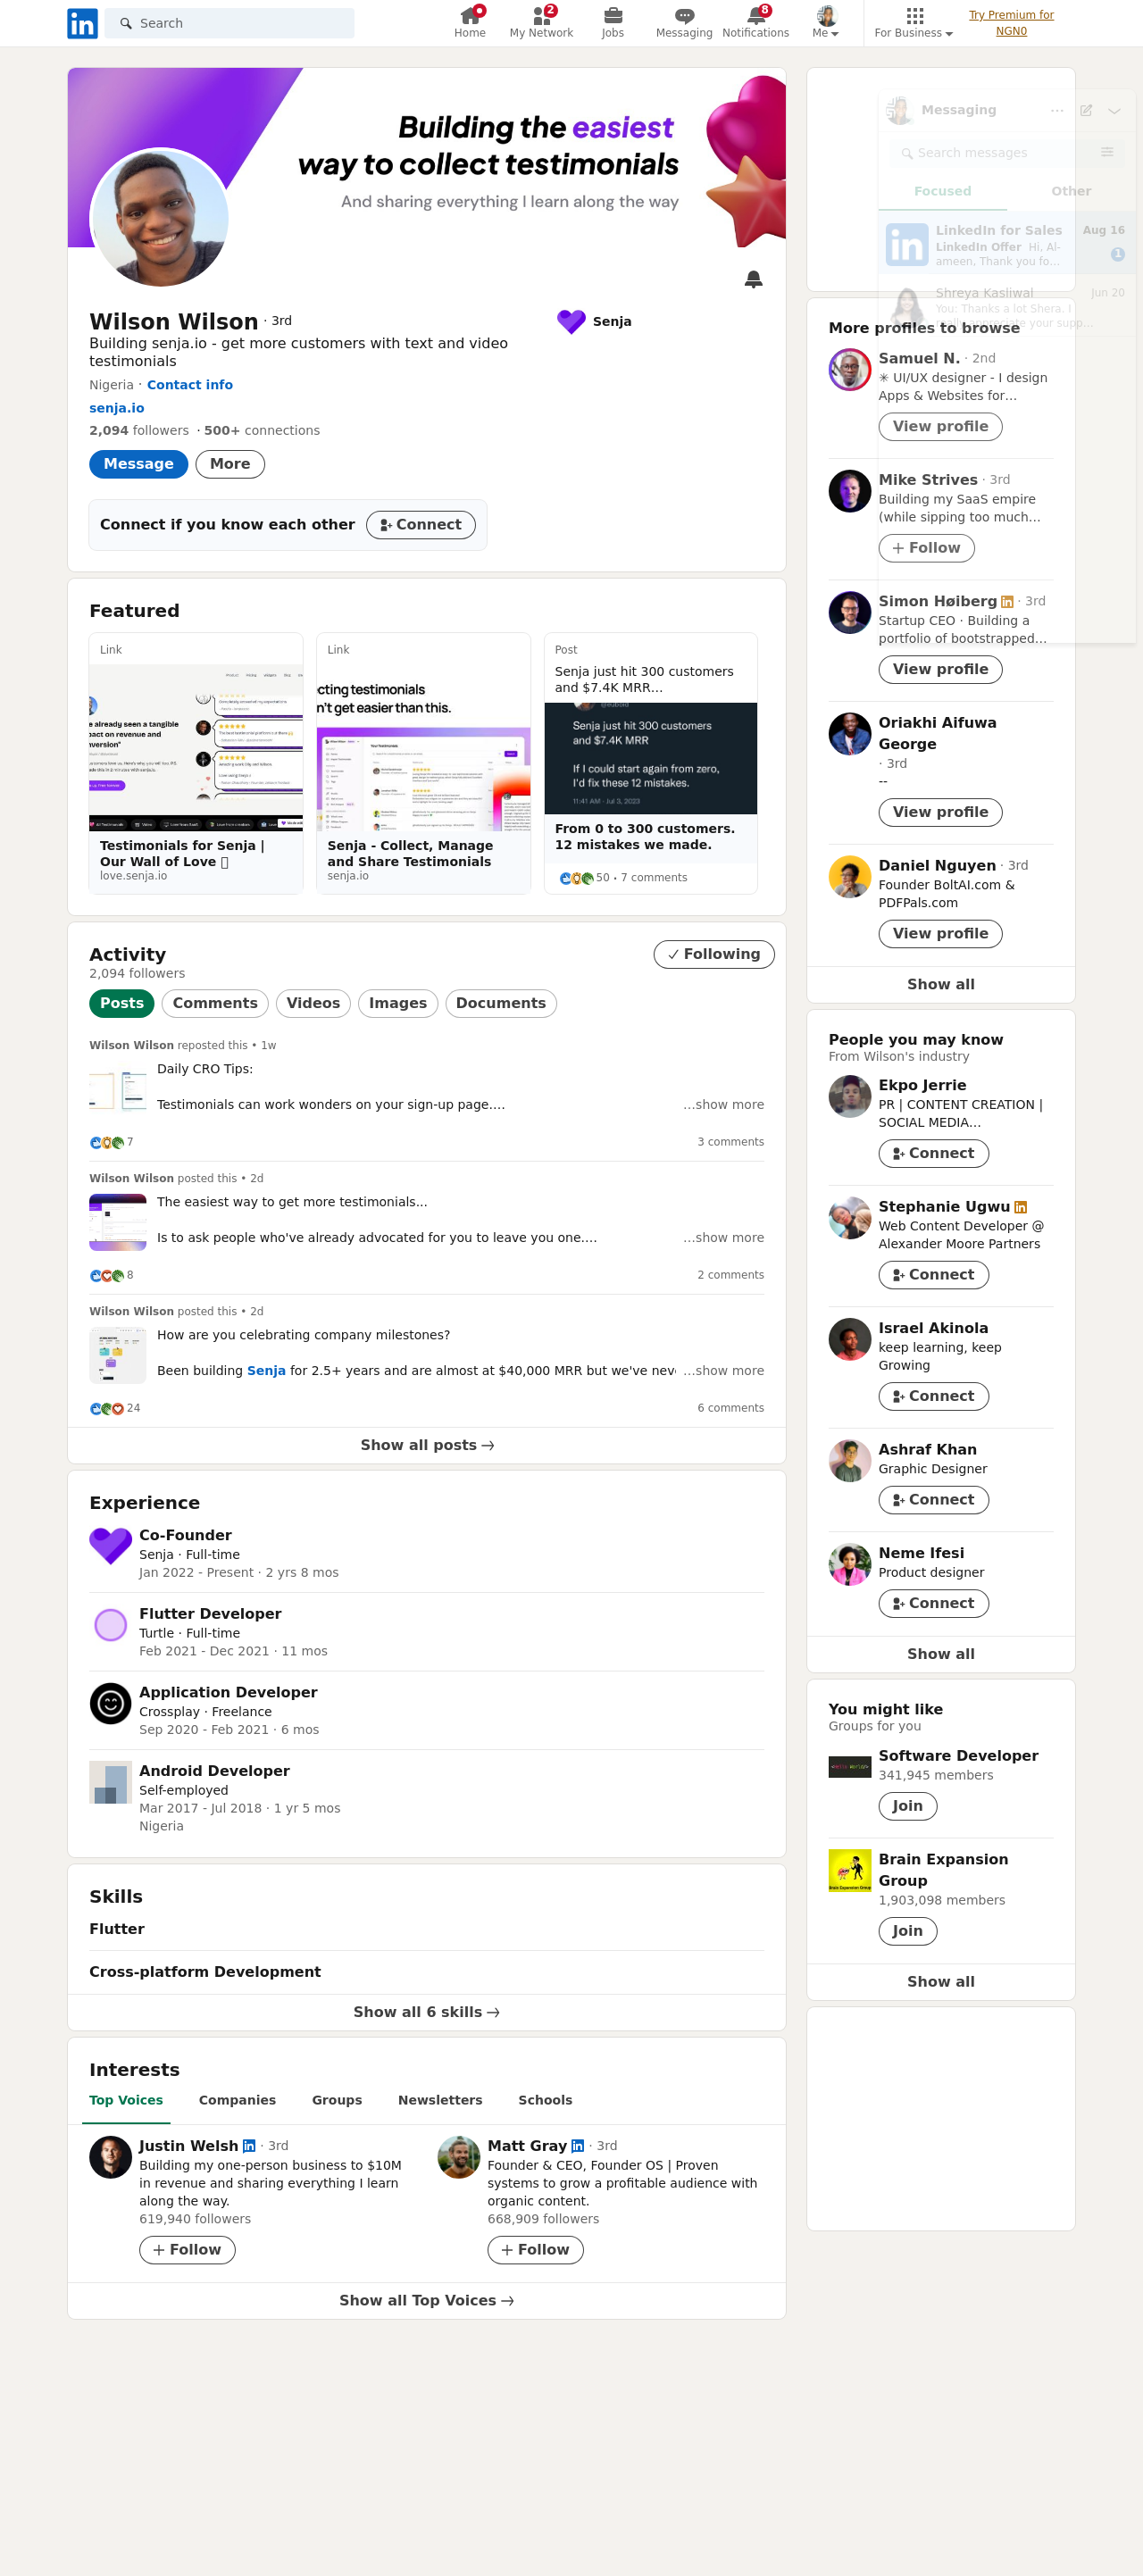 in
Search
Home
2
My Network
Jobs
Messaging
8
Notifications
Me
For Business
Try Premium for
NGN0
Building the easiest
way to collect testimonials
And sharing everything I learn along the way
Wilson Wilson · 3rd
Building senja.io - get more customers with text and video
testimonials
Nigeria · Contact info
senja.io
2,094 followers · 500+ connections
Message
More
Connect if you know each other
Connect
Senja
Featured
Link
e already seen a tangible
pact on revenue and
nversion"
Testimonials for Senja |
Our Wall of Love
love.senja.io
Link
cting testimonials
n't get easier than this.
Senja - Collect, Manage
and Share Testimonials
senja.io
Post
Senja just hit 300 customers
and $7.4K MRR…
Senja just hit 300 customers
and $7.4K MRR
If I could start again from zero,
I'd fix these 12 mistakes.
11:41 AM · Jul 3, 2023
From 0 to 300 customers.
12 mistakes we made.
50 • 7 comments
Activity
2,094 followers
Following
Posts
Comments
Videos
Images
Documents
Wilson Wilson reposted this • 1w
Daily CRO Tips:
Testimonials can work wonders on your sign-up page.…
…show more
7
3 comments
Wilson Wilson posted this • 2d
The easiest way to get more testimonials...
Is to ask people who've already advocated for you to leave you one.…
…show more
8
2 comments
Wilson Wilson posted this • 2d
How are you celebrating company milestones?
Been building Senja for 2.5+ years and are almost at $40,000 MRR but we've neve
…show more
24
6 comments
Show all posts
Experience
Co-Founder
Senja · Full-time
Jan 2022 - Present · 2 yrs 8 mos
Flutter Developer
Turtle · Full-time
Feb 2021 - Dec 2021 · 11 mos
Application Developer
Crossplay · Freelance
Sep 2020 - Feb 2021 · 6 mos
Android Developer
Self-employed
Mar 2017 - Jul 2018 · 1 yr 5 mos
Nigeria
Skills
Flutter
Cross-platform Development
Show all 6 skills
Interests
Top Voices
Companies
Groups
Newsletters
Schools
Justin Welsh in · 3rd
Building my one-person business to $10M
in revenue and sharing everything I learn
along the way.
619,940 followers
Follow
Matt Gray in · 3rd
Founder & CEO, Founder OS | Proven
systems to grow a profitable audience with
organic content.
668,909 followers
Follow
Show all Top Voices
Messaging
Search messages
Focused
Other
in
LinkedIn for Sales
Aug 16
LinkedIn Offer Hi, Al-
ameen, Thank you fo…
1
Shreya Kasliwal
Jun 20
You: Thanks a lot Shera. I
really appreciate your supp…
More profiles to browse
Samuel N. · 2nd
✳ UI/UX designer - I design
Apps & Websites for…
View profile
Mike Strives · 3rd
Building my SaaS empire
(while sipping too much…
Follow
Simon Høiberg in · 3rd
Startup CEO · Building a
portfolio of bootstrapped…
View profile
Oriakhi Aifuwa
George
· 3rd
--
View profile
Daniel Nguyen · 3rd
Founder BoltAI.com &
PDFPals.com
View profile
Show all
People you may know
From Wilson's industry
Ekpo Jerrie
PR | CONTENT CREATION |
SOCIAL MEDIA…
Connect
Stephanie Ugwu in
Web Content Developer @
Alexander Moore Partners
Connect
Israel Akinola
keep learning, keep
Growing
Connect
Ashraf Khan
Graphic Designer
Connect
Neme Ifesi
Product designer
Connect
Show all
You might like
Groups for you
Software Developer
341,945 members
Join
Brain Expansion Group
Brain Expansion
Group
1,903,098 members
Join
Show all